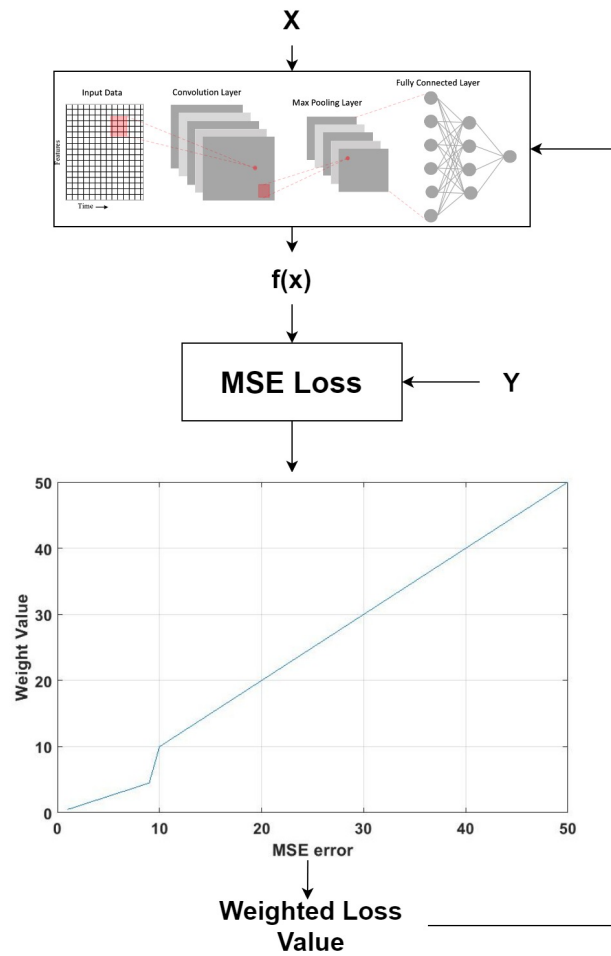 X
Fully Connected Layer
Input Data
Convolution Layer
Max Pooling Layer
Features
Time
f(x)
MSE Loss
Y
50
40
30
20
10
0
Weight Value
0 10 20 30 40 50
MSE error
Weighted Loss
Value